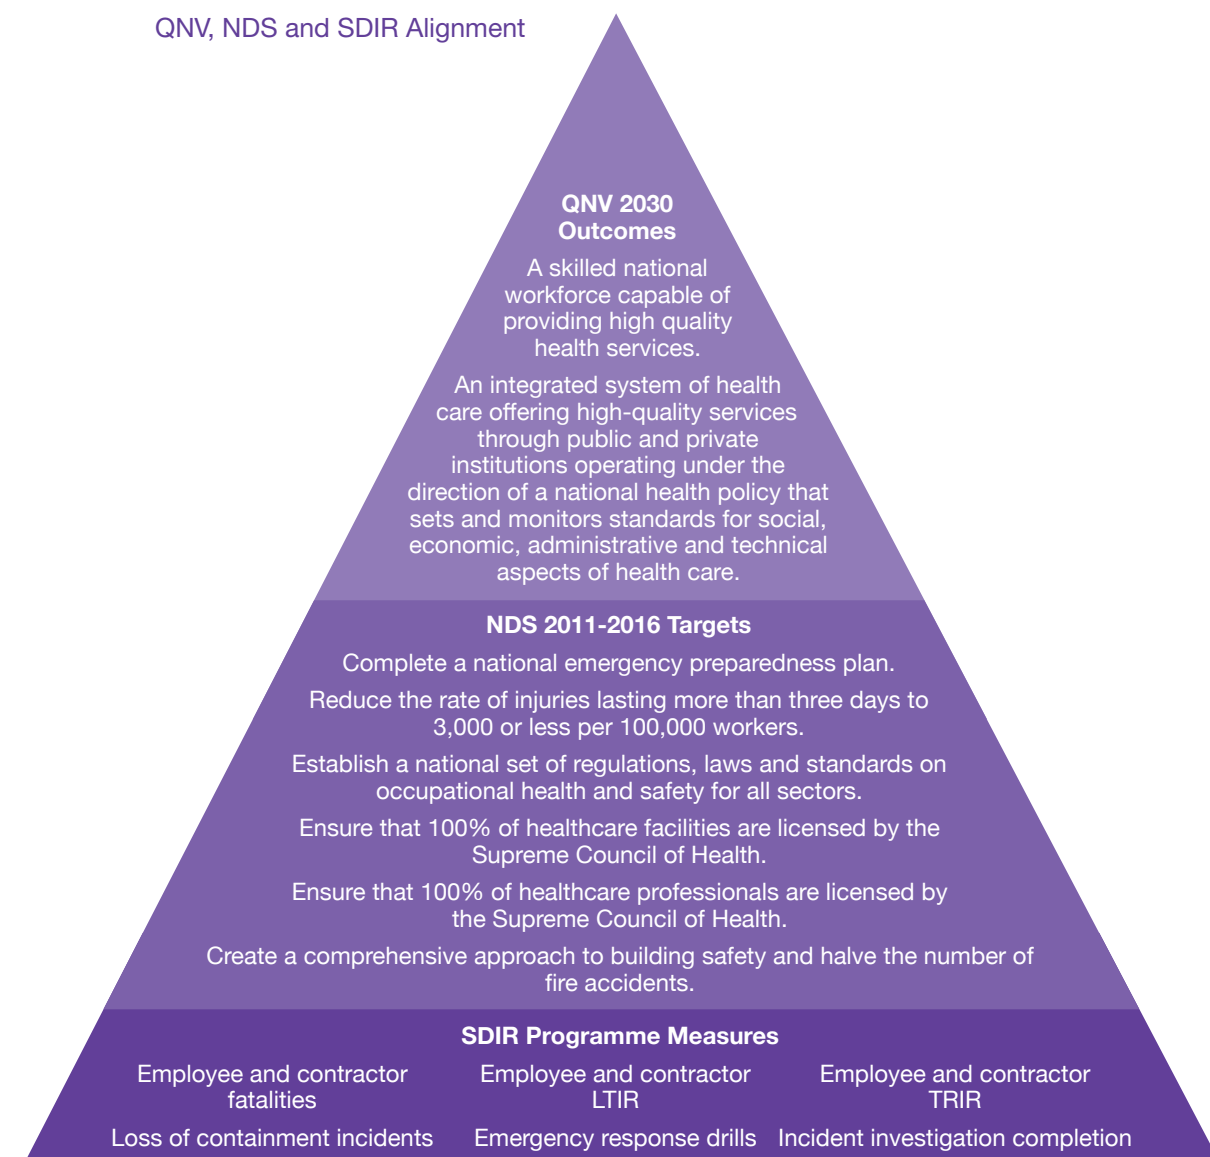 QNV, NDS and SDIR Alignment
QNV 2030
Outcomes
A skilled national
workforce capable of
providing high quality
health services.
An integrated system of health
care offering high-quality services
through public and private
institutions operating under the
direction of a national health policy that
sets and monitors standards for social,
economic, administrative and technical
aspects of health care.
NDS 2011-2016 Targets
Complete a national emergency preparedness plan.
Reduce the rate of injuries lasting more than three days to
3,000 or less per 100,000 workers.
Establish a national set of regulations, laws and standards on
occupational health and safety for all sectors.
Ensure that 100% of healthcare facilities are licensed by the
Supreme Council of Health.
Ensure that 100% of healthcare professionals are licensed by
the Supreme Council of Health.
Create a comprehensive approach to building safety and halve the number of
fire accidents.
SDIR Programme Measures
Employee and contractor
fatalities
Employee and contractor
LTIR
Employee and contractor
TRIR
Loss of containment incidents
Emergency response drills
Incident investigation completion